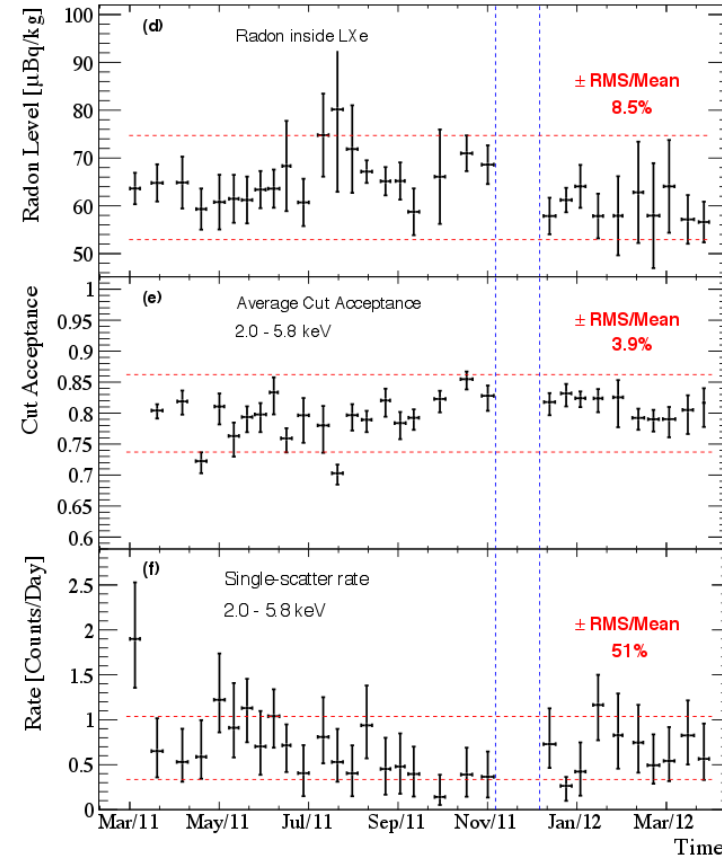 Radon Level [µBq/kg]
100
90
80
70
60
50
(d)
Radon inside LXe
± RMS/Mean
8.5%
Cut Acceptance
1
0.95
0.9
0.85
0.8
0.75
0.7
0.65
0.6
(e)
Average Cut Acceptance
2.0 - 5.8 keV
± RMS/Mean
3.9%
Rate [Counts/Day]
2.5
2
1.5
1
0.5
0
(f)
Single-scatter rate
2.0 - 5.8 keV
± RMS/Mean
51%
Mar/11 May/11 Jul/11 Sep/11 Nov/11 Jan/12 Mar/12
Time